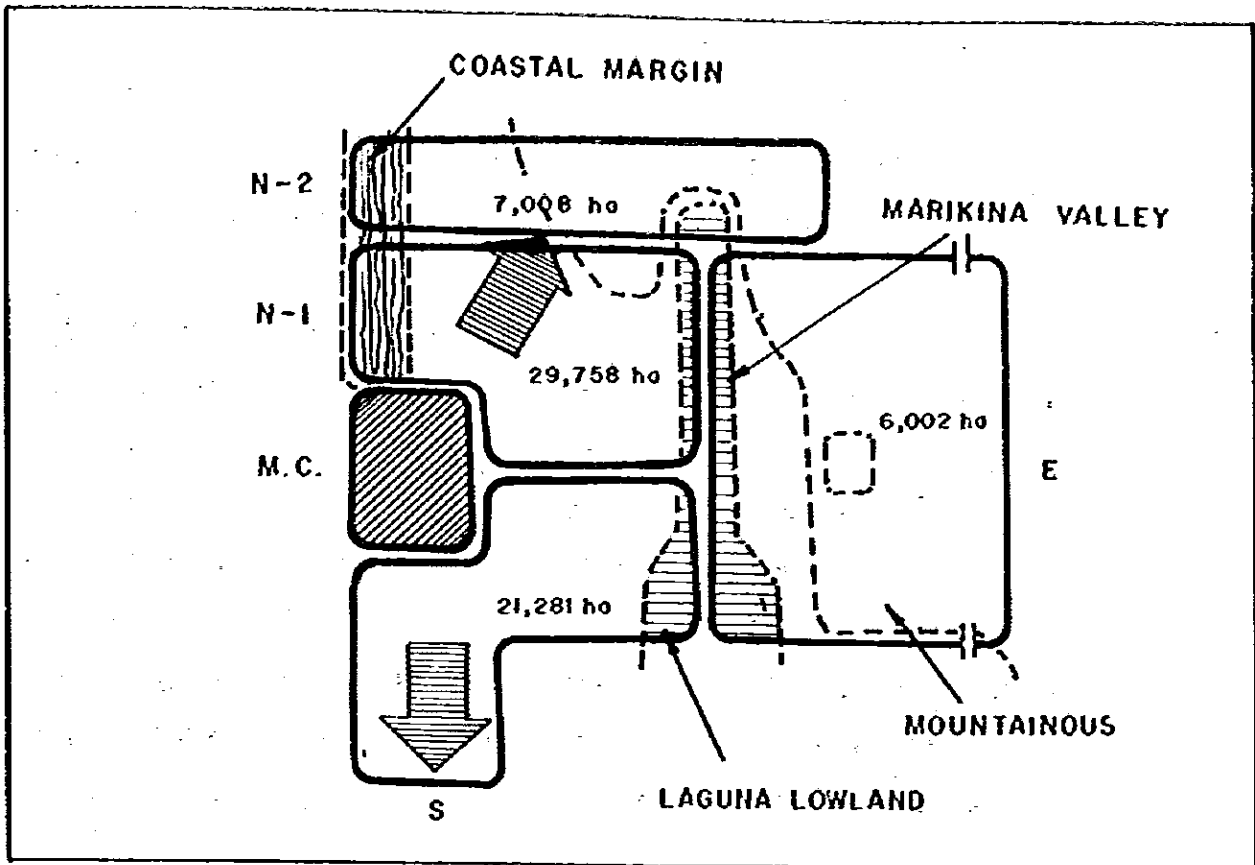 COASTAL MARGIN
N-2
7,008 ha
MARIKINA VALLEY
N-1
29,758 ha
6,002 ha
M.C.
E
21,281 ha
MOUNTAINOUS
LAGUNA LOWLAND
S